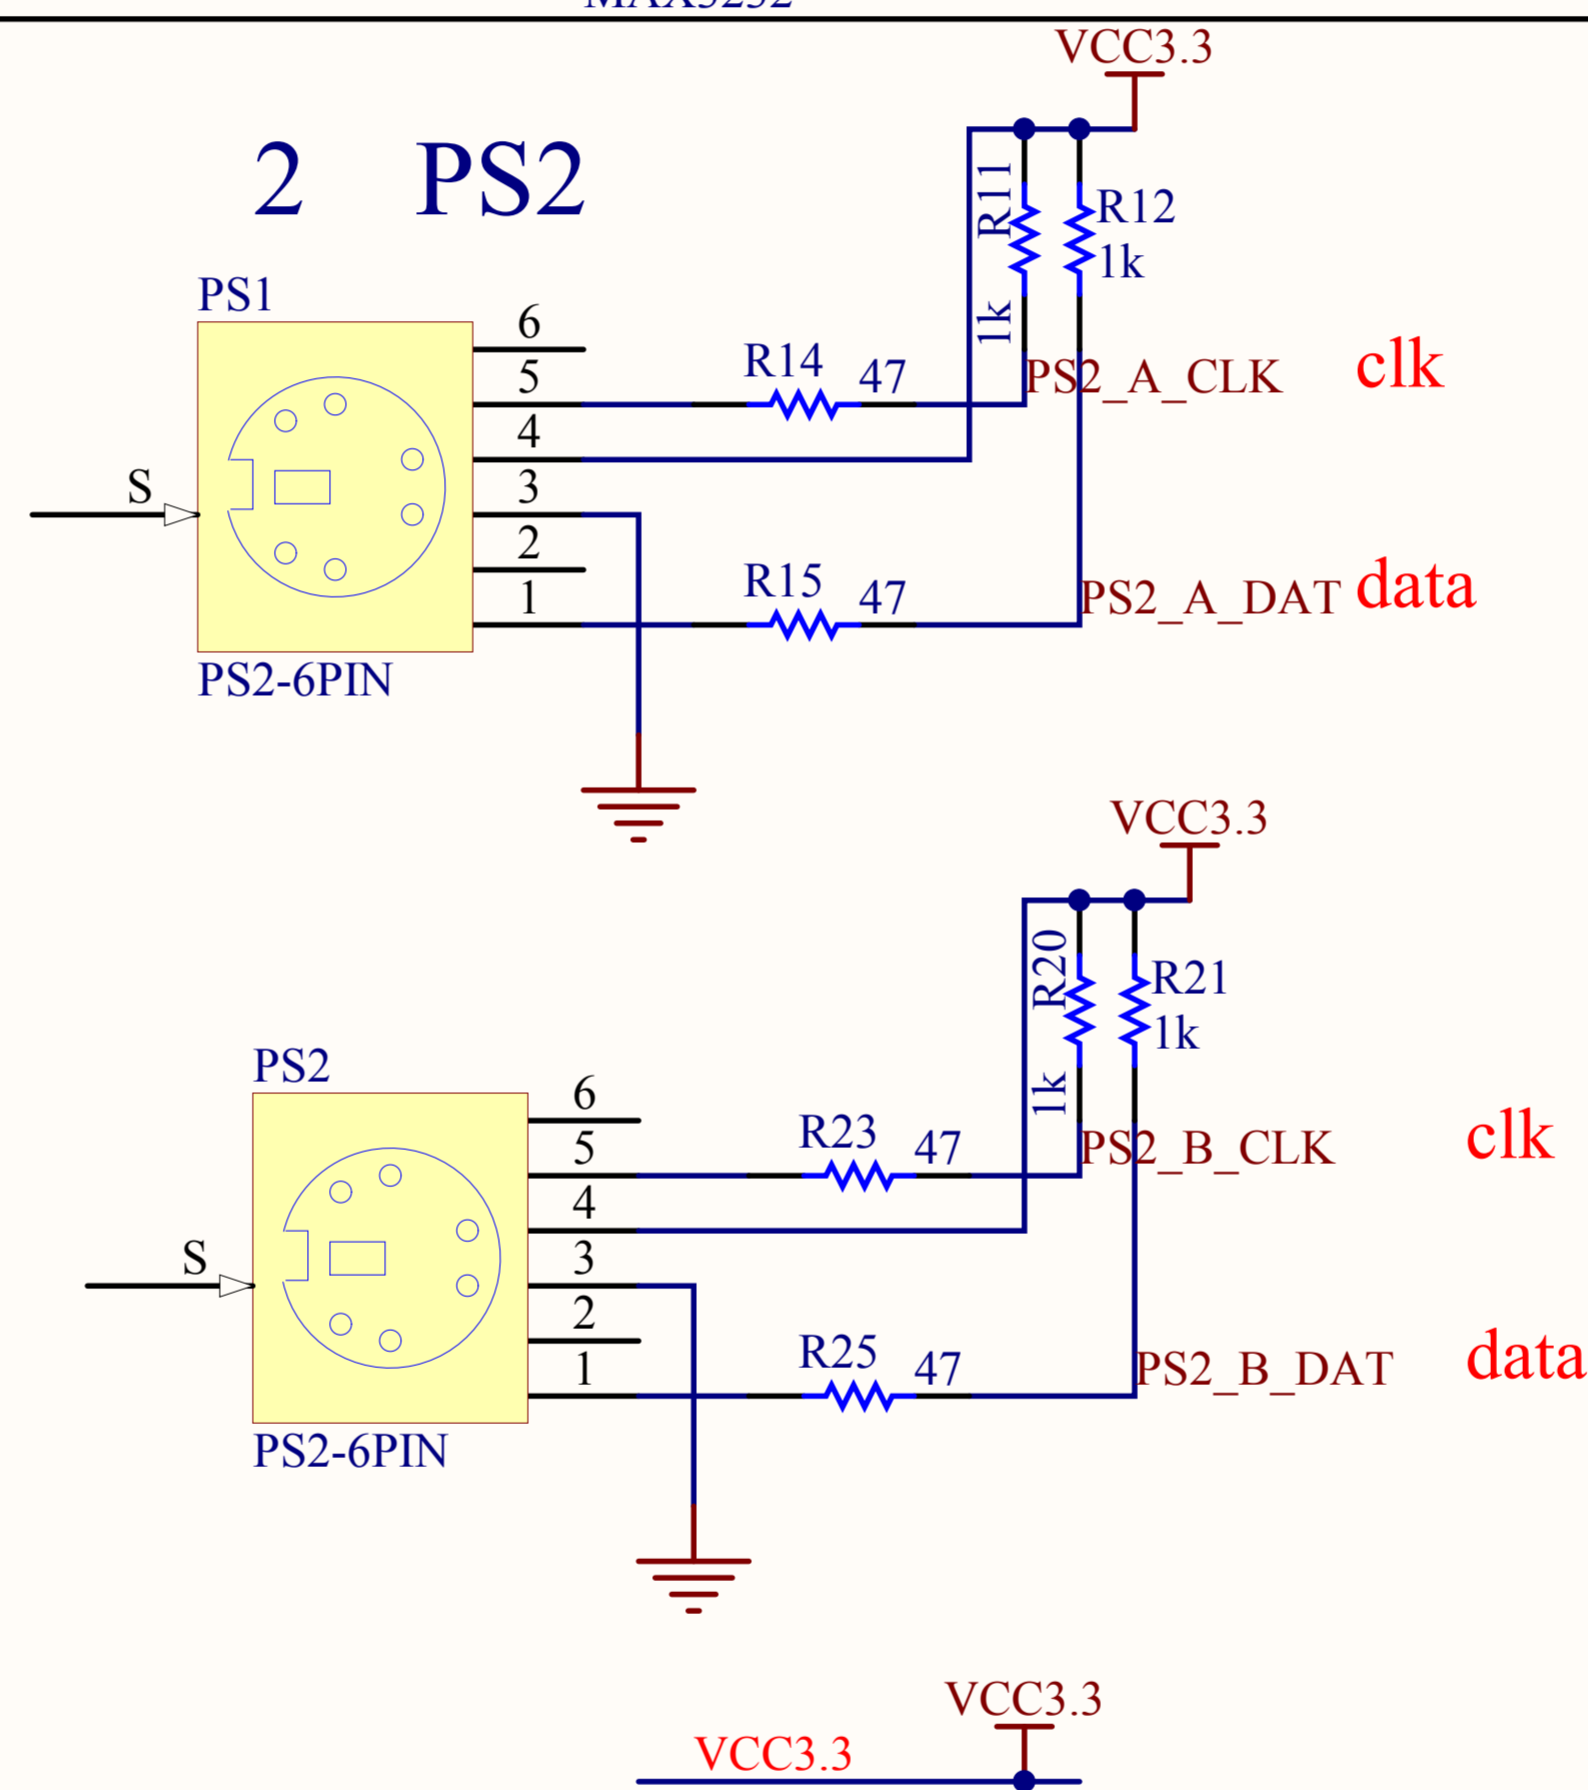 MAX3232
VCC3.3
2 PS2
R11
1k
R12
1k
PS1
6
5
4
3
2
1
R14 47
PS2_A_CLK clk
S
R15 47
PS2_A_DAT data
PS2-6PIN
VCC3.3
R20
1k
R21
1k
PS2
6
5
4
3
2
1
R23 47
PS2_B_CLK clk
S
R25 47
PS2_B_DAT data
PS2-6PIN
VCC3.3
VCC3.3